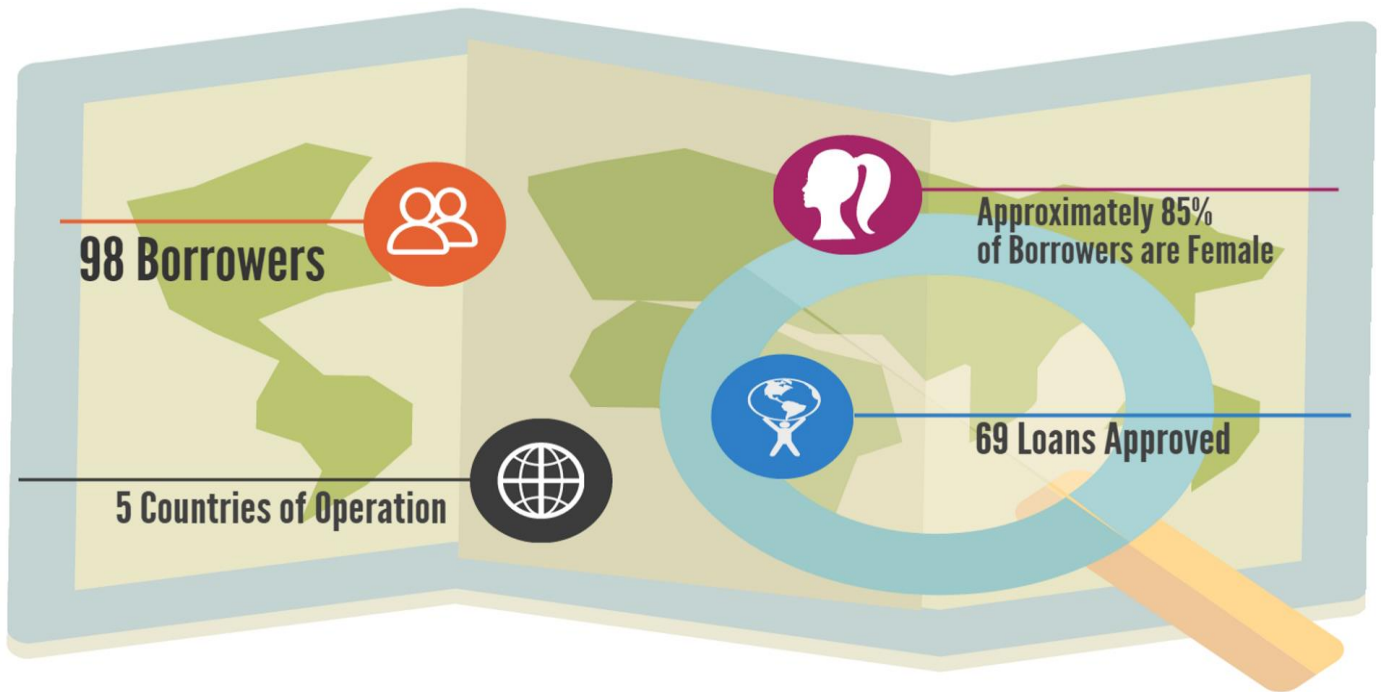 98 Borrowers
Approximately 85%
of Borrowers are Female
69 Loans Approved
5 Countries of Operation